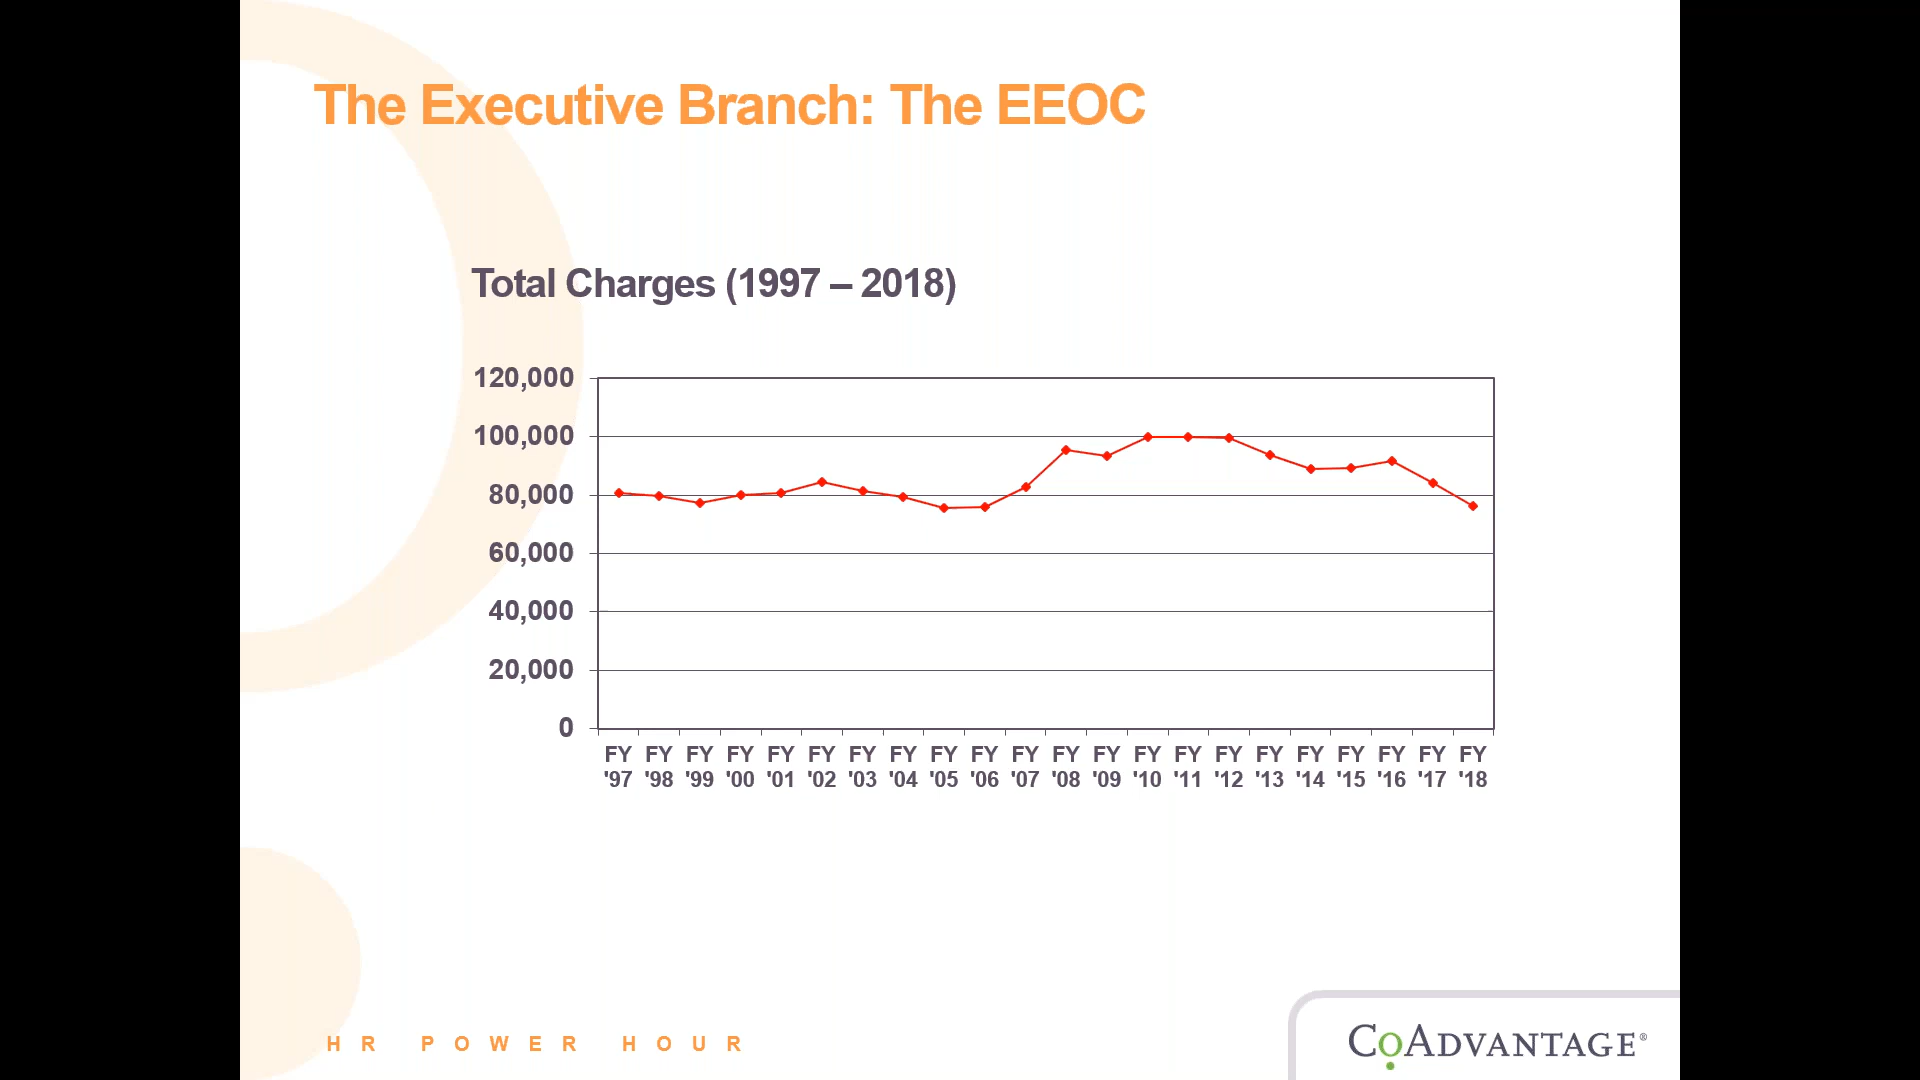 The Executive Branch: The EEOC
Total Charges (1997 – 2018)
120,000
100,000
80,000
60,000
40,000
20,000
0
FY FY FY FY FY FY FY FY FY FY FY FY FY FY FY FY FY FY FY FY FY FY
'97 '98 '99 '00 '01 '02 '03 '04 '05 '06 '07 '08 '09 '10 '11 '12 '13 '14 '15 '16 '17 '18
HR POWER HOUR
CoAdvantage®